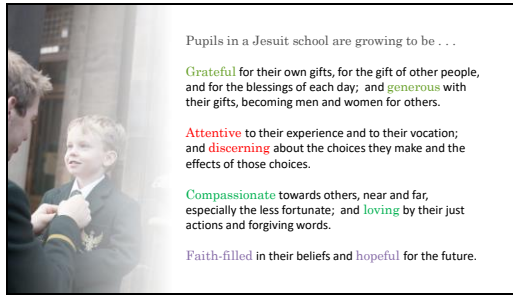 Pupils in a Jesuit school are growing to be . . .
Grateful for their own gifts, for the gift of other people,
and for the blessings of each day; and generous with
their gifts, becoming men and women for others.
Attentive to their experience and to their vocation;
and discerning about the choices they make and the
effects of those choices.
Compassionate towards others, near and far,
especially the less fortunate; and loving by their just
actions and forgiving words.
Faith-filled in their beliefs and hopeful for the future.